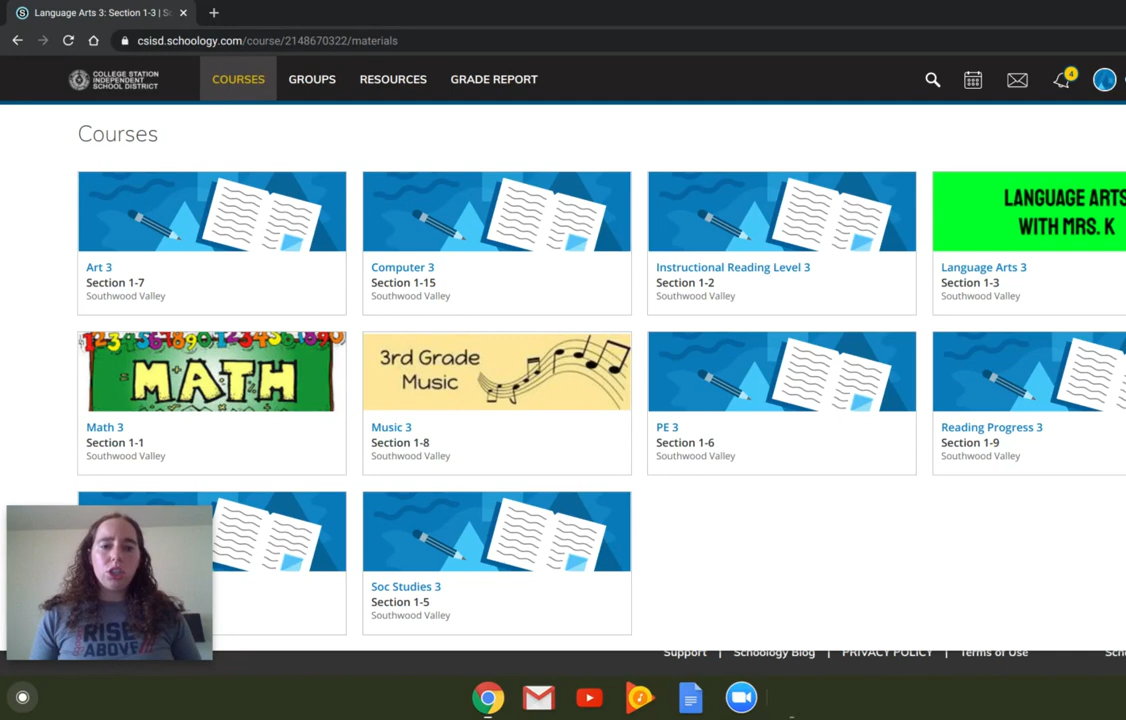 Language Arts 3: Section 1-3 | Sc
csisd.schoology.com/course/2148670322/materials
COLLEGE STATION
INDEPENDENT
SCHOOL DISTRICT
COURSES
GROUPS
RESOURCES
GRADE REPORT
4
Courses
LANGUAGE ARTS
WITH MRS. K
Art 3
Section 1-7
Southwood Valley
Computer 3
Section 1-15
Southwood Valley
Instructional Reading Level 3
Section 1-2
Southwood Valley
Language Arts 3
Section 1-3
Southwood Valley
MATH
3rd Grade
Music
Math 3
Section 1-1
Southwood Valley
Music 3
Section 1-8
Southwood Valley
PE 3
Section 1-6
Southwood Valley
Reading Progress 3
Section 1-9
Southwood Valley
Soc Studies 3
Section 1-5
Southwood Valley
RISE
ABOVE
Support | Schoology Blog | PRIVACY POLICY | Terms of Use